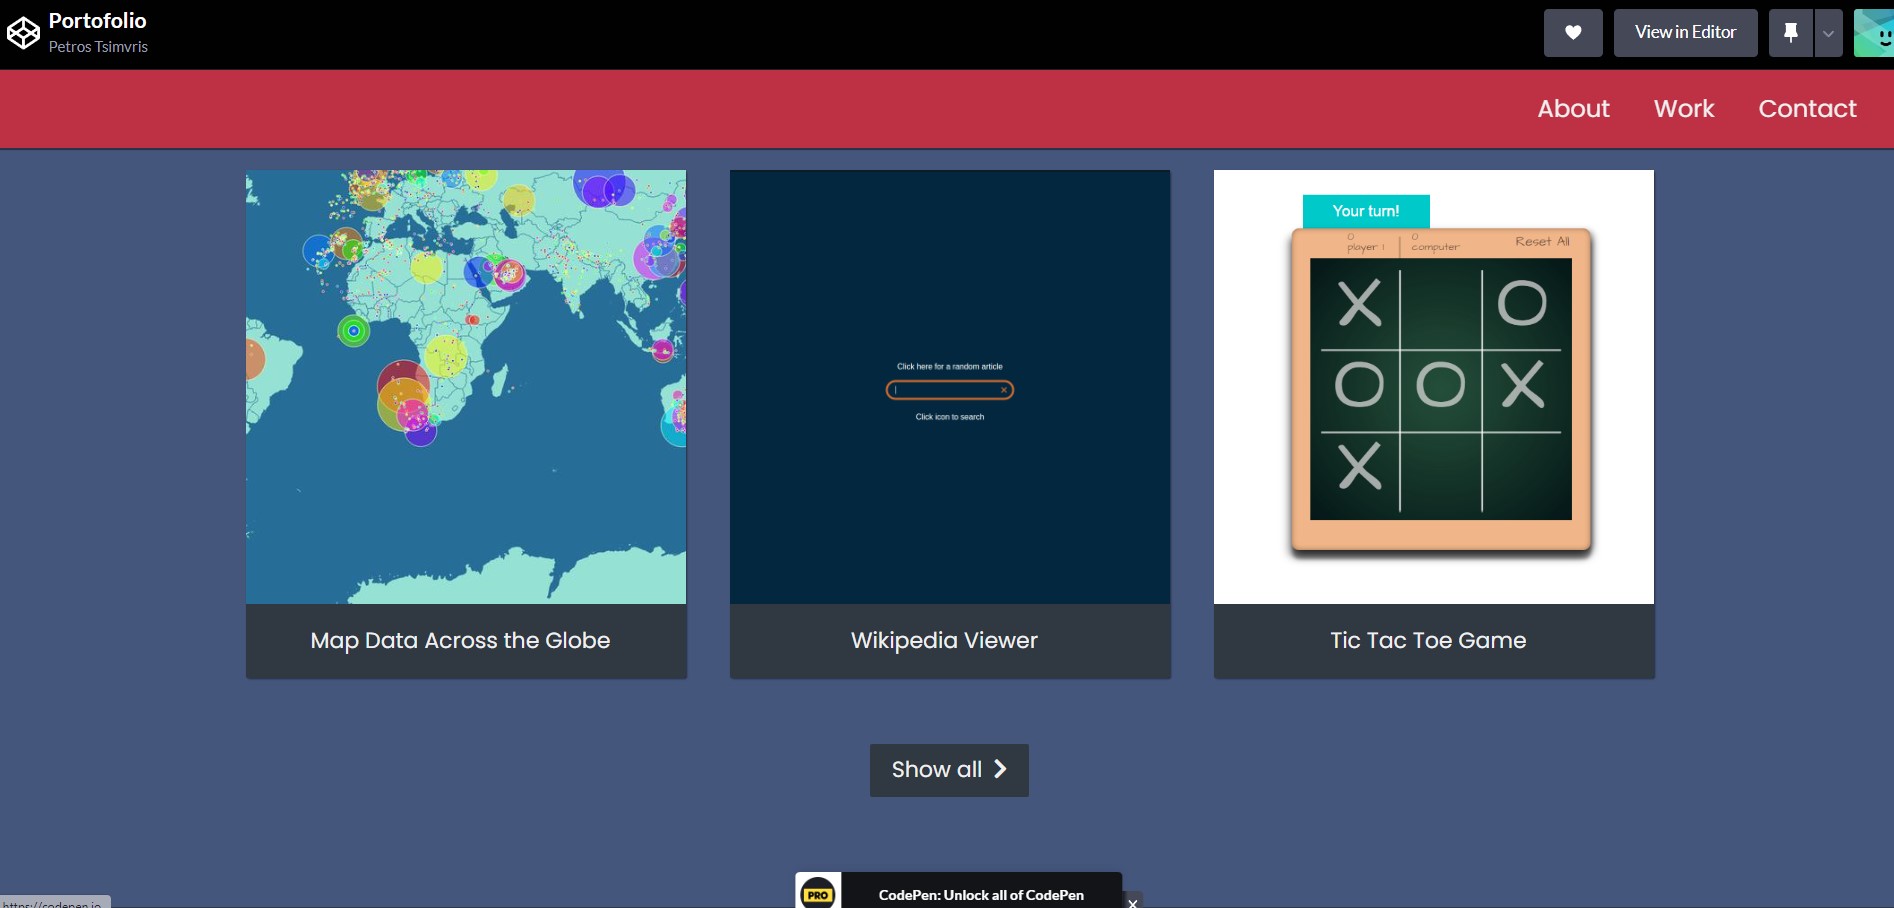 Portofolio
Petros Tsimvris
View in Editor
About Work Contact
Your turn!
0 0
player 1 computer Reset All
X O
O O X
X
Click here for a random article
Click icon to search
Map Data Across the Globe
Wikipedia Viewer
Tic Tac Toe Game
Show all
PRO
CodePen: Unlock all of CodePen
https://codepen.io